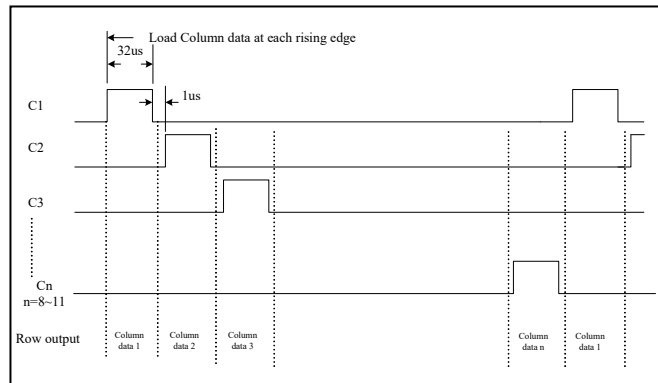 Load Column data at each rising edge
32us
1us
C1
C2
C3
Cn
n=8~11
Row output
Column
data 1
Column
data 2
Column
data 3
Column
data n
Column
data 1